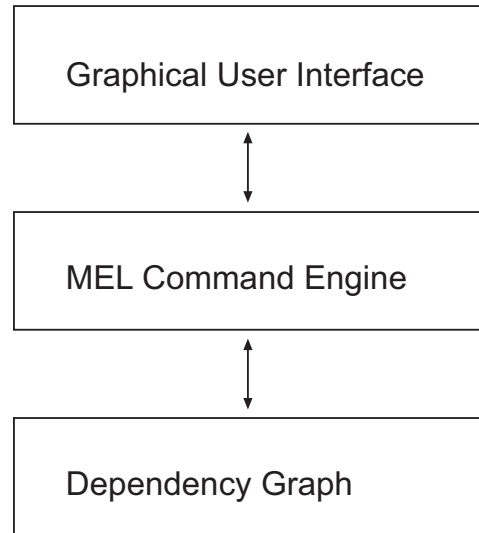 Graphical User Interface
MEL Command Engine
Dependency Graph